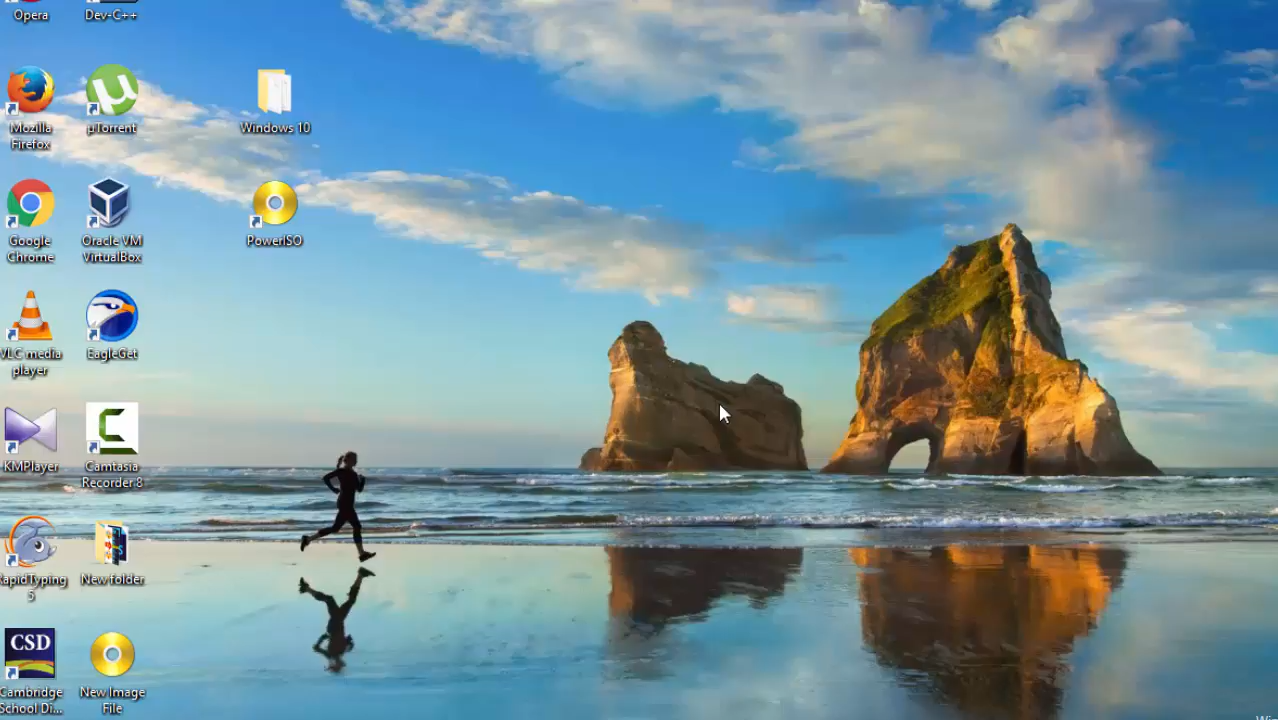 Opera
Dev-C++
Mozilla
Firefox
µTorrent
Windows 10
Google
Chrome
Oracle VM
VirtualBox
PowerISO
VLC media
player
EagleGet
KMPlayer
Camtasia
Recorder 8
RapidTyping
5
New folder
CSD
Cambridge
School Di...
New Image
File